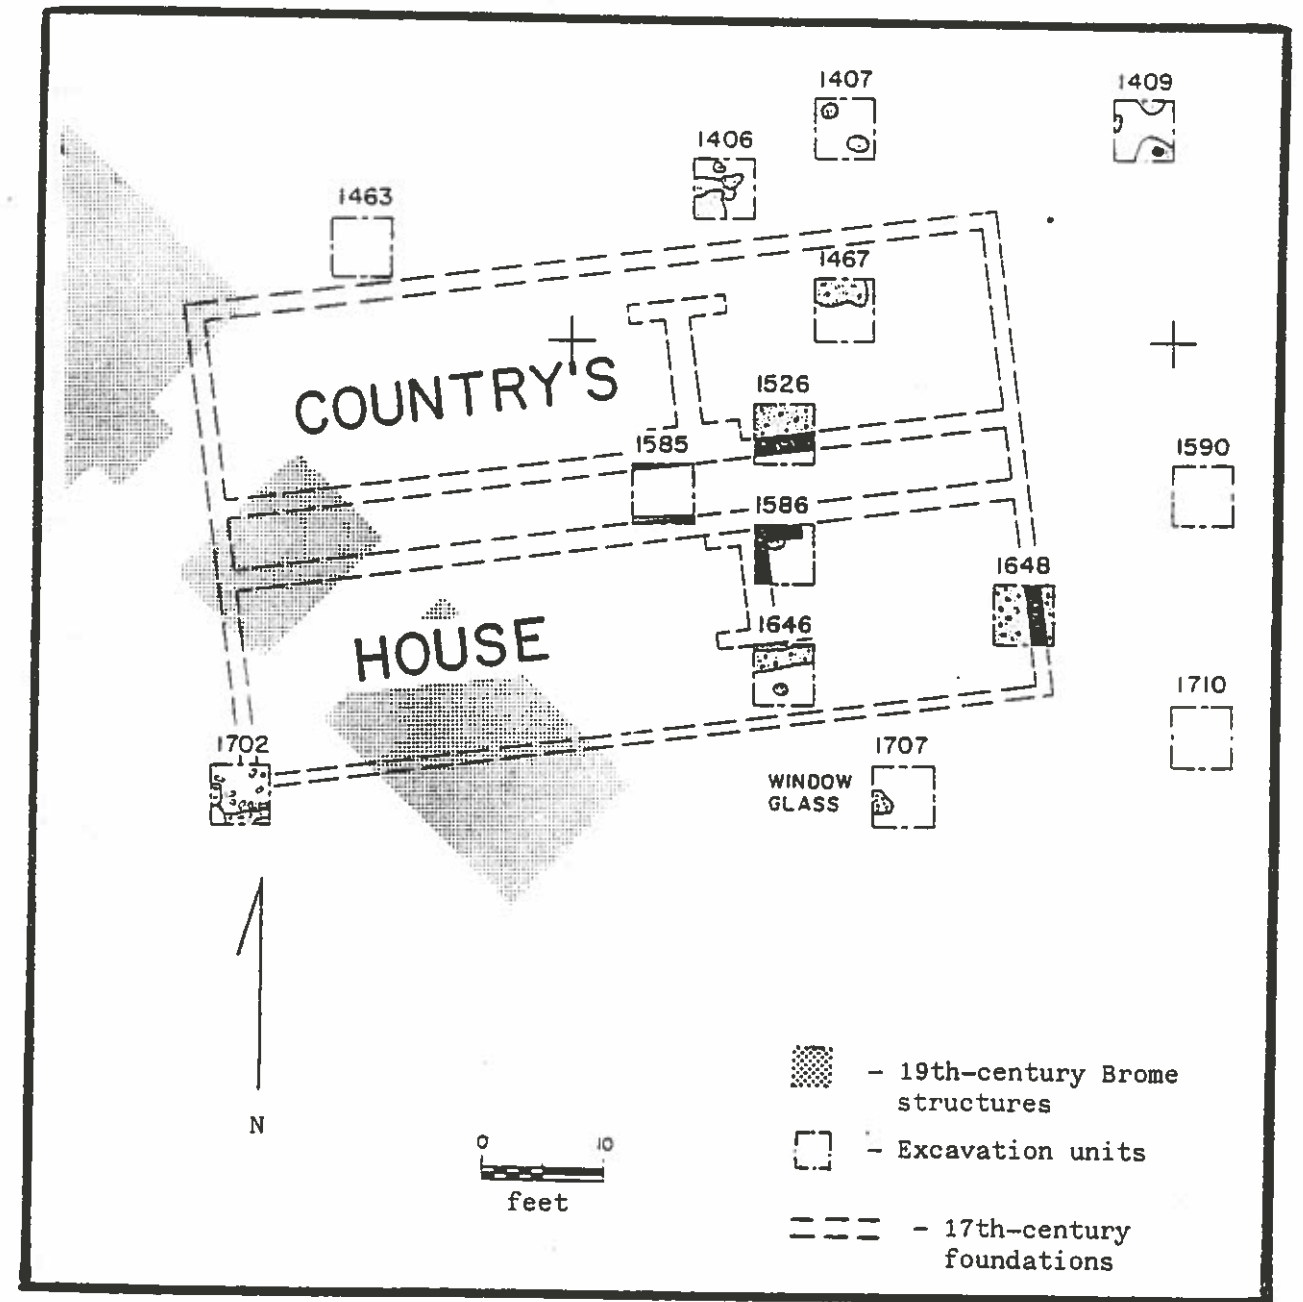 1407
1409
1406
1463
1467
COUNTRY'S
1526
1585
1590
1586
1648
HOUSE
1646
1710
1702
1707
WINDOW
GLASS
N
0 10
feet
- 19th-century Brome
structures
- Excavation units
- 17th-century
foundations